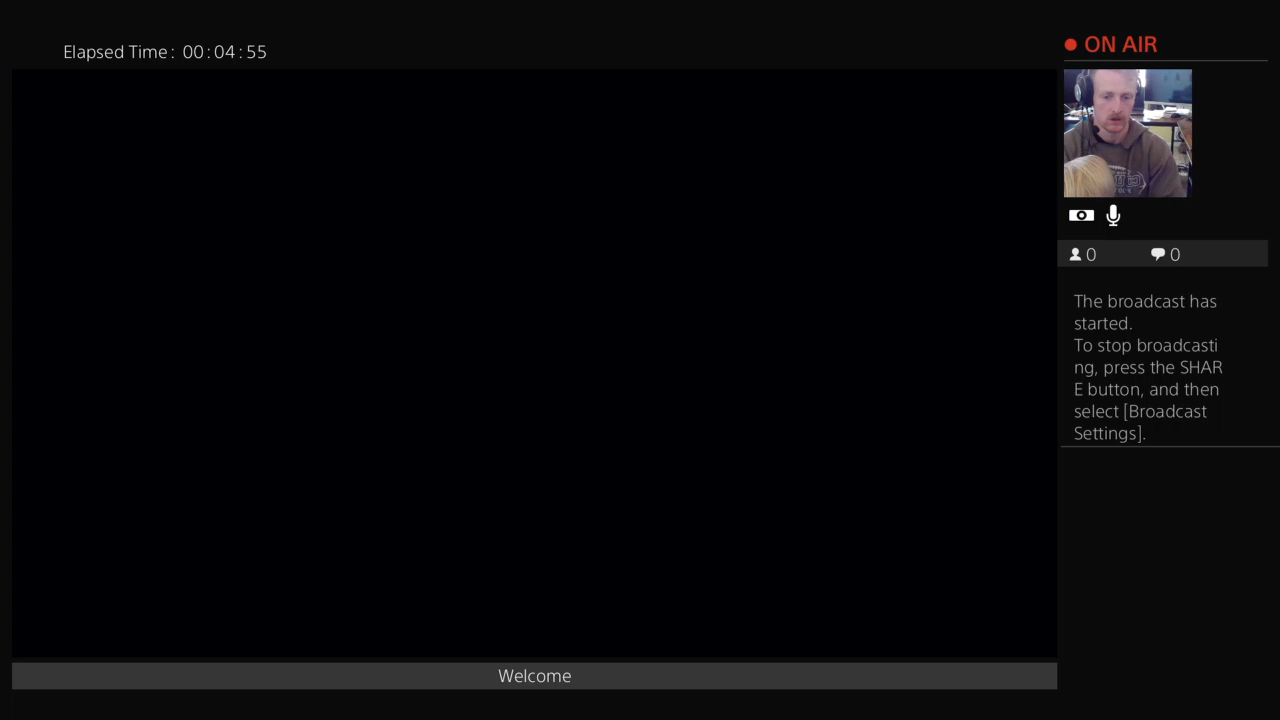 Elapsed Time: 00:04:55
ON AIR
0 0
The broadcast has
started.
To stop broadcasti
ng, press the SHAR
E button, and then
select [Broadcast
Settings].
Welcome